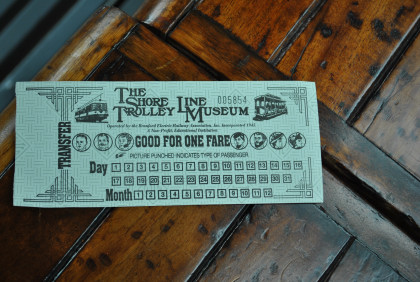 THE
SHORE LINE 005854
TROLLEY MUSEUM
Operated by the Branford Electric Railway Association, Inc. Incorporated 1945
A Non-Profit, Educational Institution
TRANSFER
GOOD FOR ONE FARE
PICTURE PUNCHED INDICATES TYPE OF PASSENGER
Day 1 2 3 4 5 6 7 8 9 10 11 12 13 14 15 16
17 18 19 20 21 22 23 24 25 26 27 28 29 30 31
Month 1 2 3 4 5 6 7 8 9 10 11 12